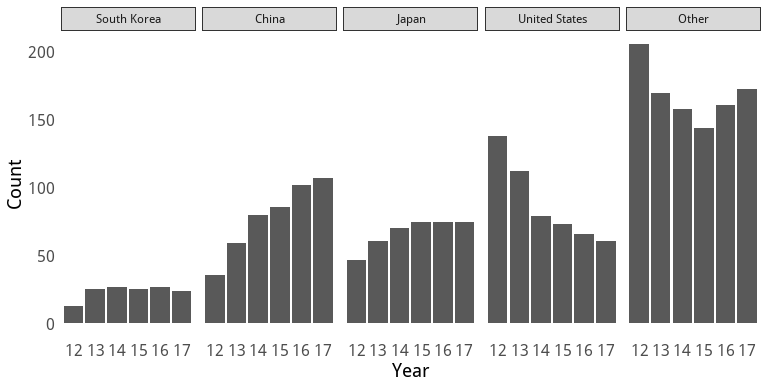 South Korea China Japan United States Other
200
150
100
50
0
Count
12 13 14 15 16 17 12 13 14 15 16 17 12 13 14 15 16 17 12 13 14 15 16 17 12 13 14 15 16 17
Year